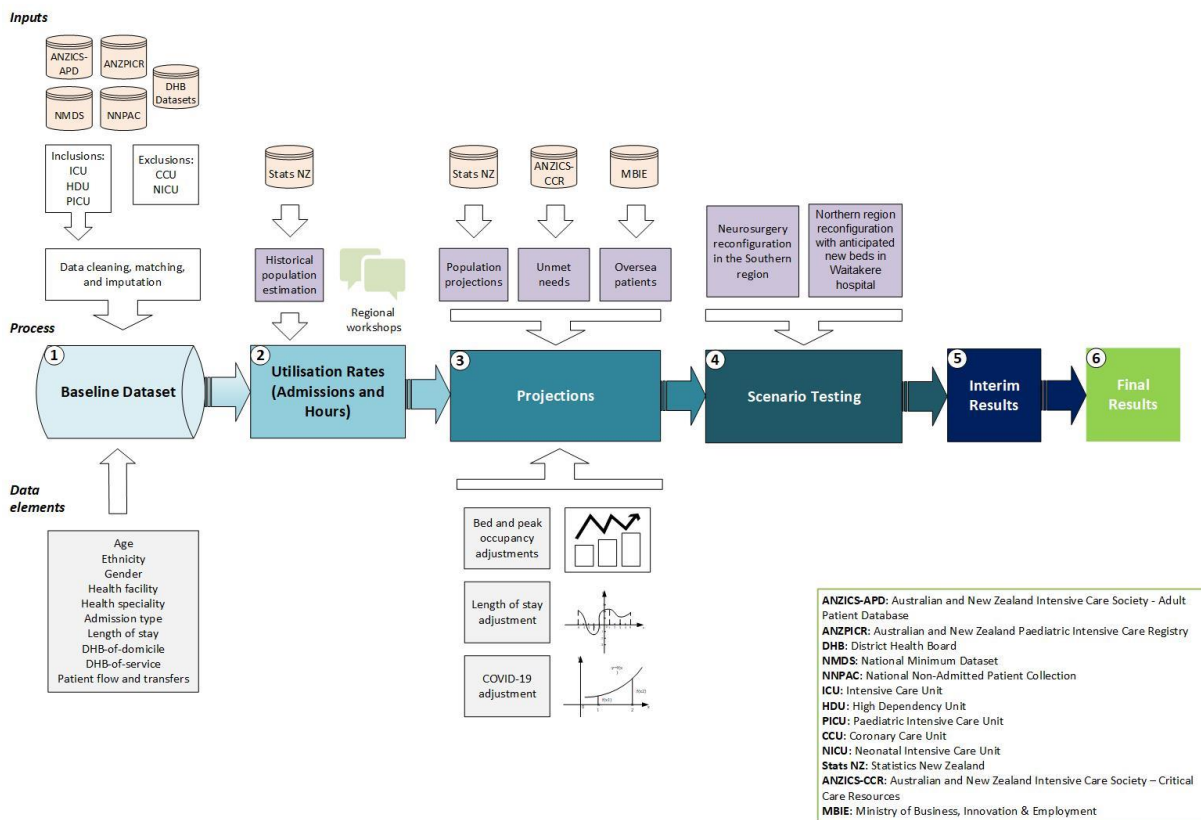 Inputs
ANZICS-
APD
ANZPICR
DHB
Datasets
NMDS
NNPAC
Inclusions:
ICU
HDU
PICU
Exclusions:
CCU
NICU
Data cleaning, matching,
and imputation
Stats NZ
Historical
population
estimation
Regional
workshops
Stats NZ
ANZICS-
CCR
MBIE
Population
projections
Unmet
needs
Oversea
patients
Neurosurgery
reconfiguration
in the Southern
region
Northern region
reconfiguration
with anticipated
new beds in
Waitakere
hospital
Process
1
Baseline Dataset
2
Utilisation Rates
(Admissions and
Hours)
3
Projections
4
Scenario Testing
5
Interim
Results
6
Final
Results
Data
elements
Age
Ethnicity
Gender
Health facility
Health speciality
Admission type
Length of stay
DHB-of-domicile
DHB-of-service
Patient flow and transfers
Bed and peak
occupancy
adjustments
Length of stay
adjustment
COVID-19
adjustment
1
2
ANZICS-APD: Australian and New Zealand Intensive Care Society - Adult
Patient Database
ANZPICR: Australian and New Zealand Paediatric Intensive Care Registry
DHB: District Health Board
NMDS: National Minimum Dataset
NNPAC: National Non-Admitted Patient Collection
ICU: Intensive Care Unit
HDU: High Dependency Unit
PICU: Paediatric Intensive Care Unit
CCU: Coronary Care Unit
NICU: Neonatal Intensive Care Unit
Stats NZ: Statistics New Zealand
ANZICS-CCR: Australian and New Zealand Intensive Care Society – Critical
Care Resources
MBIE: Ministry of Business, Innovation & Employment